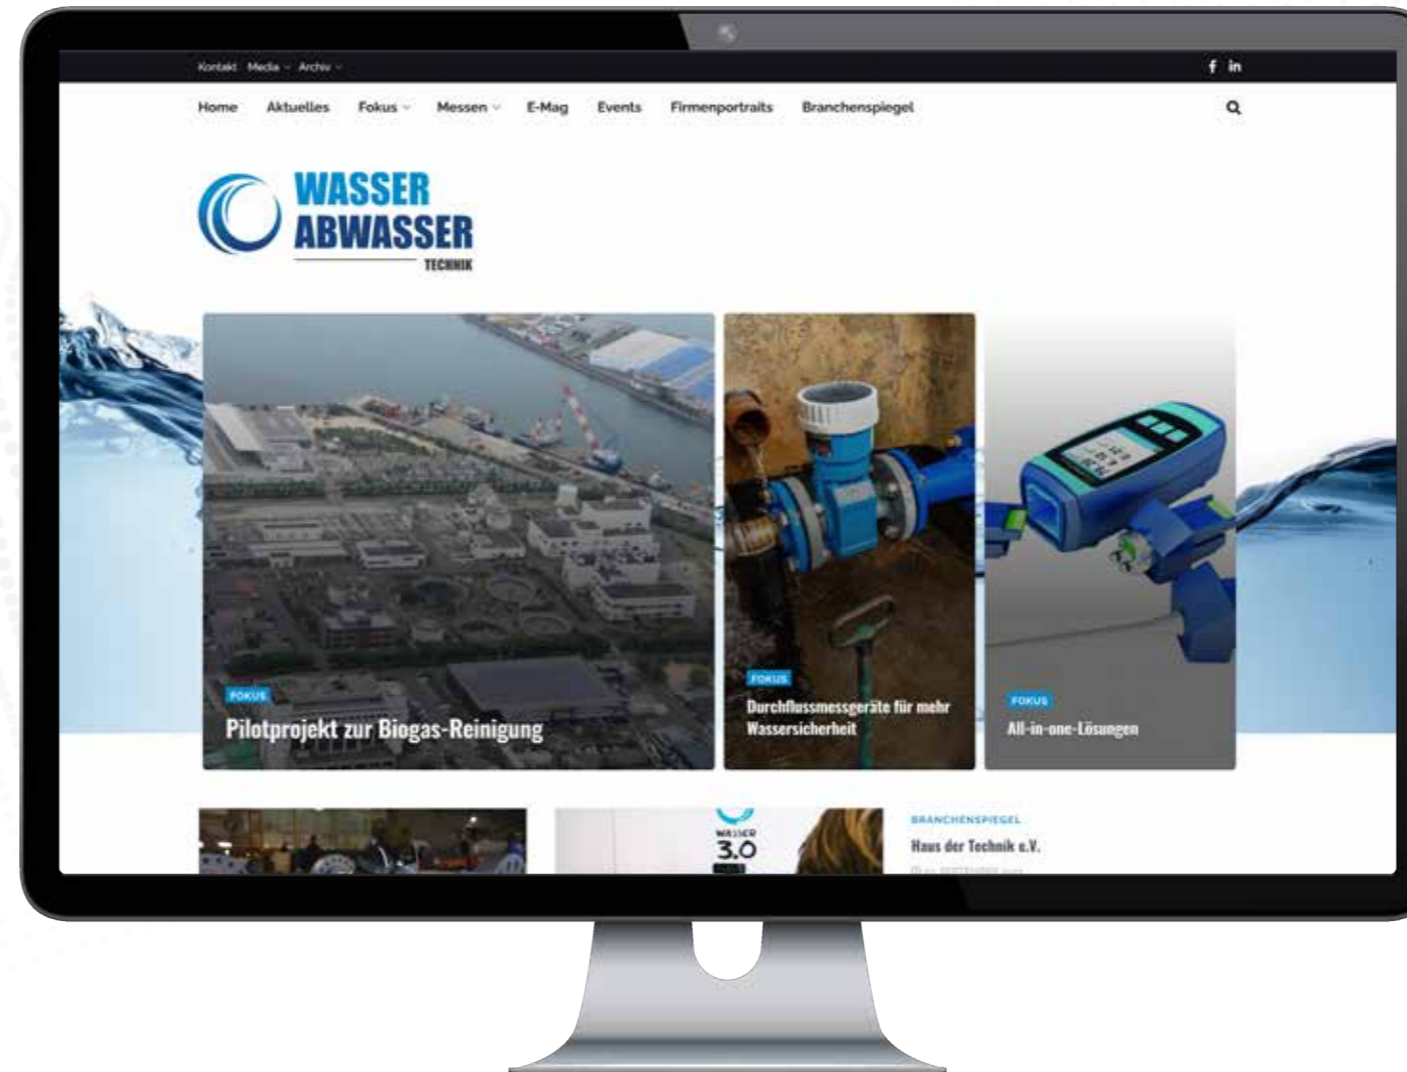 Kontakt Media Archiv
f in
Home Aktuelles Fokus Messen E-Mag Events Firmenportraits Branchenspiegel
WASSER
ABWASSER
TECHNIK
FOKUS
Pilotprojekt zur Biogas-Reinigung
FOKUS
Durchflussmessgeräte für mehr
Wassersicherheit
FOKUS
All-in-one-Lösungen
WASSER
3.0
BRANCHENSPIEGEL
Haus der Technik e.V.